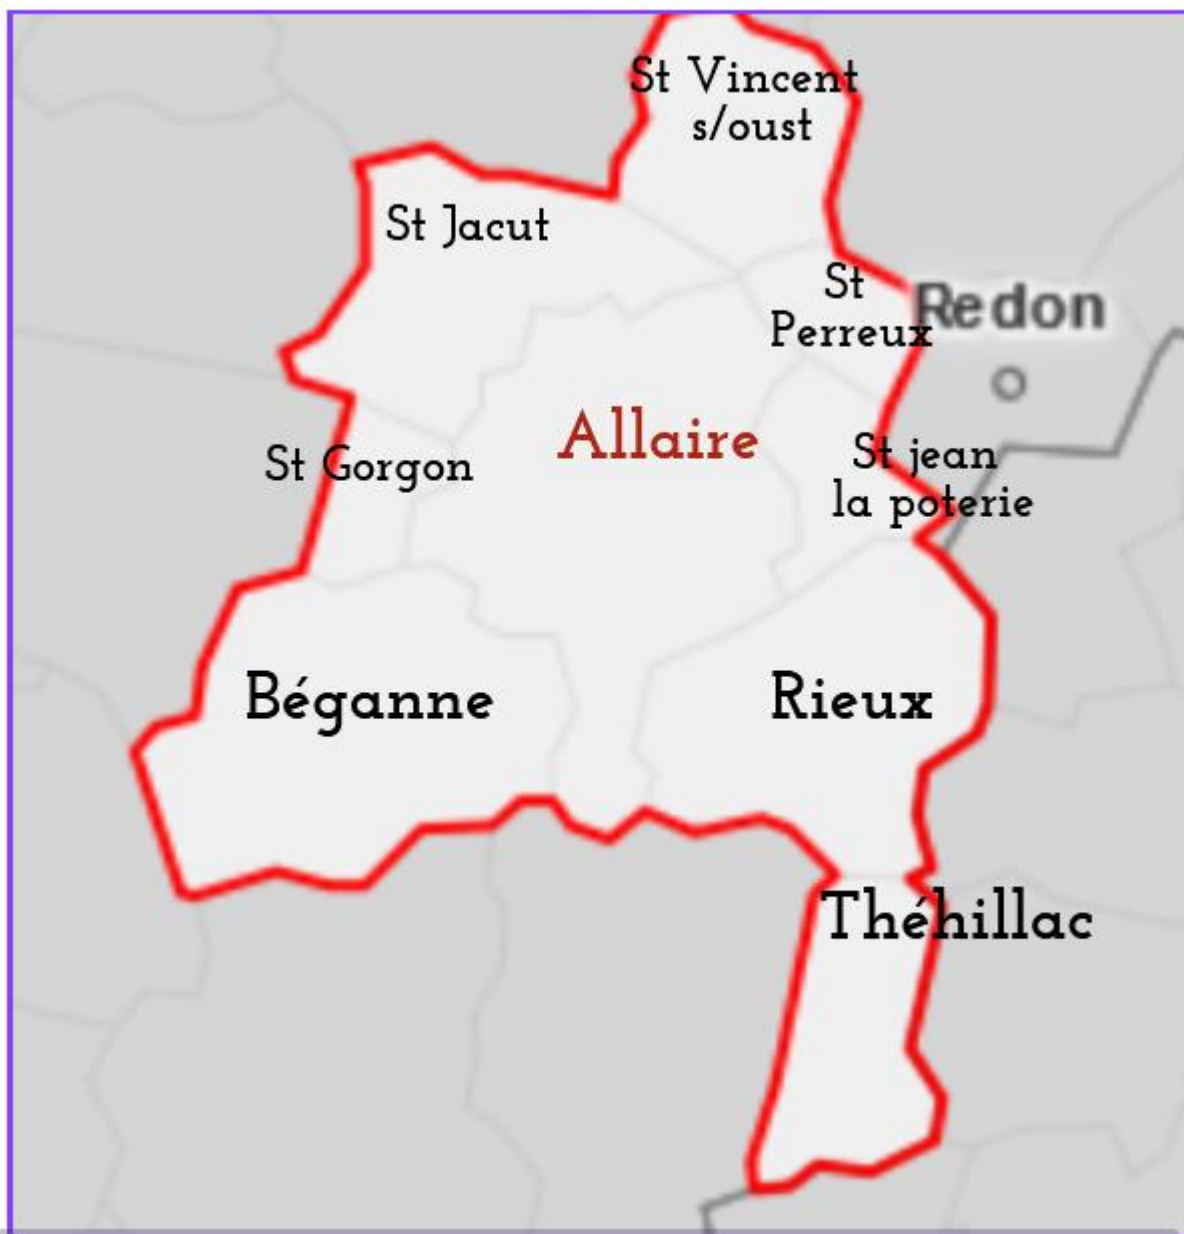 St Vincent
s/oust
St Jacut
St
Perreux
Redon
Allaire
St Gorgon
St jean
la poterie
Béganne
Rieux
Théhillac